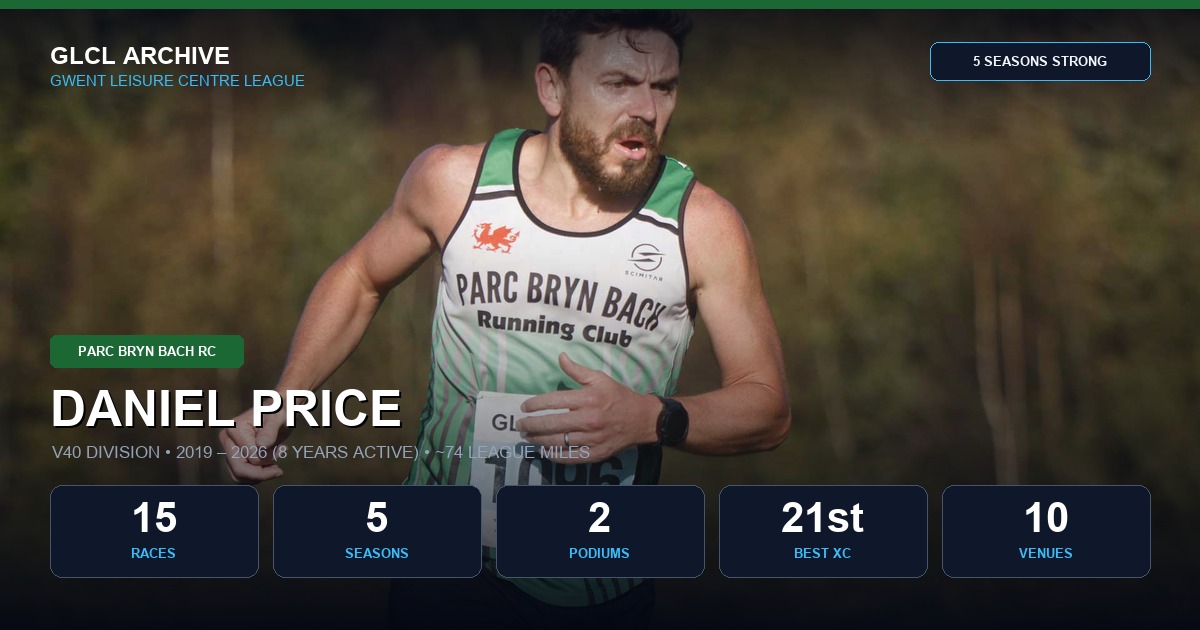 GLCL ARCHIVE
GWENT LEISURE CENTRE LEAGUE
5 SEASONS STRONG
SCIMITAR
PARC BRYN BACH
Running Club
PARC BRYN BACH RC
DANIEL PRICE
V40 DIVISION • 2019 – 2026 (8 YEARS ACTIVE) • ~74 LEAGUE MILES
15
RACES
5
SEASONS
2
PODIUMS
21st
BEST XC
10
VENUES